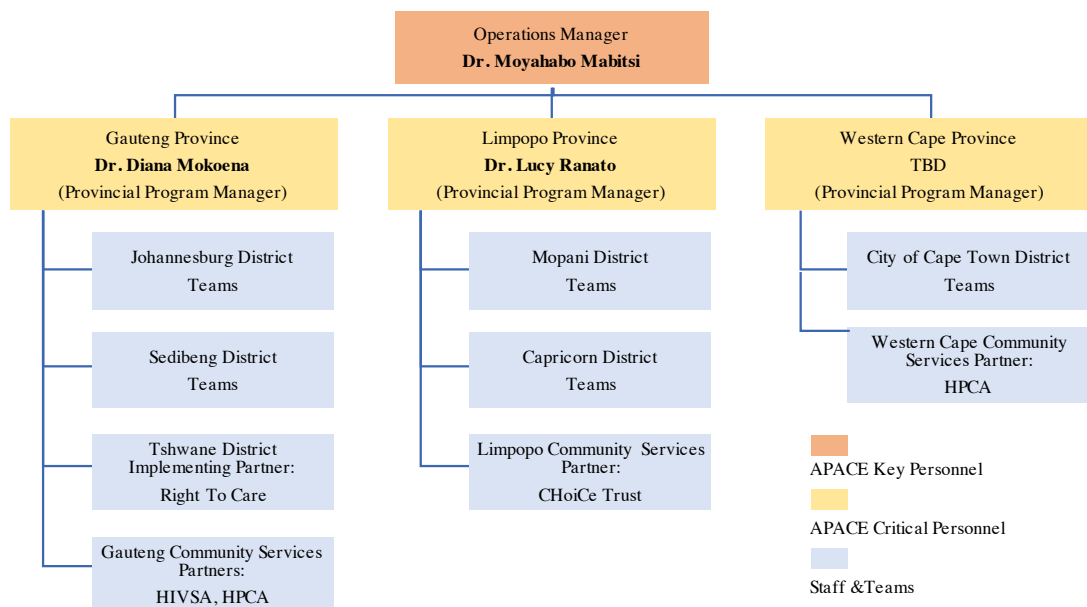 Operations Manager
Dr. Moyahabo Mabitsi
Gauteng Province
Dr. Diana Mokoena
(Provincial Program Manager)
Limpopo Province
Dr. Lucy Ranato
(Provincial Program Manager)
Western Cape Province
TBD
(Provincial Program Manager)
Johannesburg District
Teams
Sedibeng District
Teams
Tshwane District
Implementing Partner:
Right To Care
Gauteng Community Services
Partners:
HIVSA, HPCA
Mopani District
Teams
Capricorn District
Teams
Limpopo Community Services
Partner:
CHoiCe Trust
City of Cape Town District
Teams
Western Cape Community
Services Partner:
HPCA
APACE Key Personnel
APACE Critical Personnel
Staff &Teams